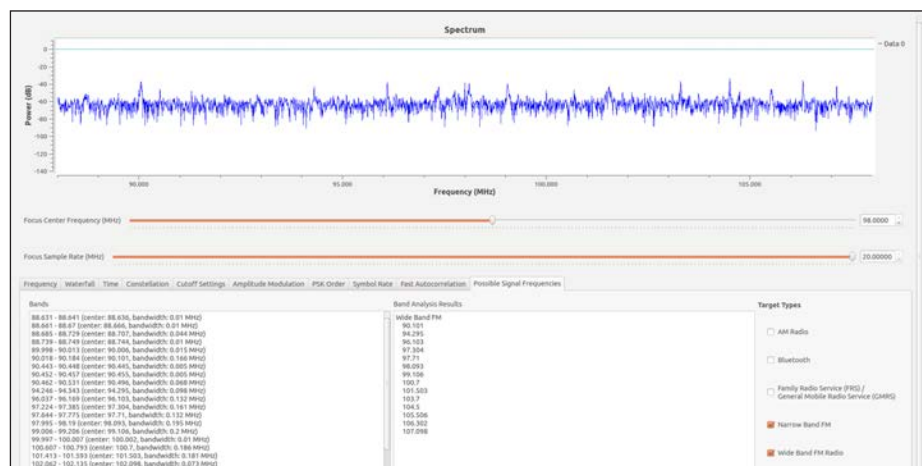 Spectrum
Data 0
0
-20
-40
-60
-80
-100
-120
-140
Power (dB)
90.000 95.000 100.000 105.000
Frequency (MHz)
Focus Center Frequency (MHz) 98.0000
Focus Sample Rate (MHz) 20.00000
Frequency Waterfall Time Constellation Cutoff Settings Amplitude Modulation PSK Order Symbol Rate Fast Autocorrelation Possible Signal Frequencies
Bands
88.631 - 88.641 (center: 88.636, bandwidth: 0.01 MHz)
88.661 - 88.67 (center: 88.666, bandwidth: 0.01 MHz)
88.685 - 88.729 (center: 88.707, bandwidth: 0.044 MHz)
88.739 - 88.749 (center: 88.744, bandwidth: 0.01 MHz)
89.998 - 90.013 (center: 90.006, bandwidth: 0.015 MHz)
90.018 - 90.184 (center: 90.101, bandwidth: 0.166 MHz)
90.443 - 90.448 (center: 90.445, bandwidth: 0.005 MHz)
90.452 - 90.457 (center: 90.455, bandwidth: 0.005 MHz)
90.462 - 90.531 (center: 90.496, bandwidth: 0.068 MHz)
94.246 - 94.343 (center: 94.295, bandwidth: 0.098 MHz)
96.037 - 96.169 (center: 96.103, bandwidth: 0.132 MHz)
97.224 - 97.385 (center: 97.304, bandwidth: 0.161 MHz)
97.644 - 97.775 (center: 97.71, bandwidth: 0.132 MHz)
97.995 - 98.19 (center: 98.093, bandwidth: 0.195 MHz)
99.006 - 99.206 (center: 99.106, bandwidth: 0.2 MHz)
99.997 - 100.007 (center: 100.002, bandwidth: 0.01 MHz)
100.607 - 100.793 (center: 100.7, bandwidth: 0.186 MHz)
101.413 - 101.593 (center: 101.503, bandwidth: 0.181 MHz)
102.062 - 102.135 (center: 102.098, bandwidth: 0.073 MHz)
Band Analysis Results
Wide Band FM
90.101
94.295
96.103
97.304
97.71
98.093
99.106
100.7
101.503
103.7
104.5
105.506
106.302
107.098
Target Types
AM Radio
Bluetooth
Family Radio Service (FRS) /
General Mobile Radio Service (GMRS)
Narrow Band FM
Wide Band FM Radio